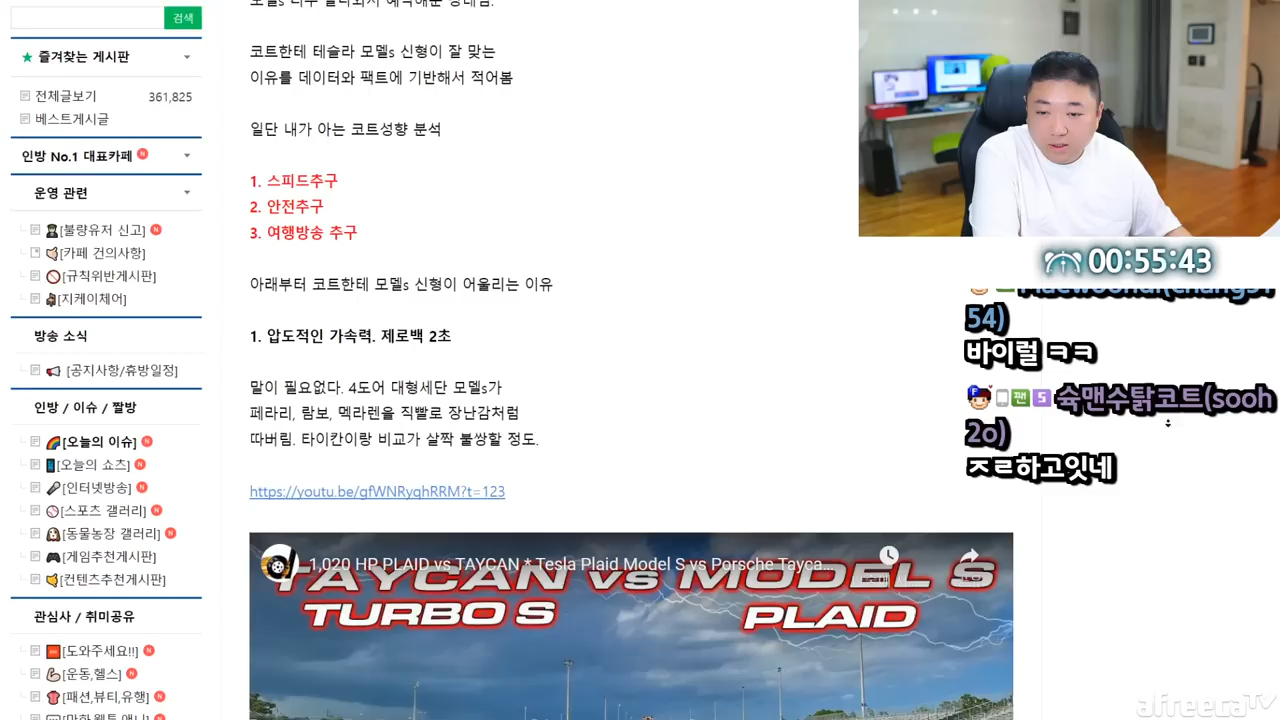 검색
★ 즐겨찾는 게시판
전체글보기 361,825
베스트게시글
인방 No.1 대표카페 N
운영 관련
[불량유저 신고] N
[카페 건의사항]
[규칙위반게시판]
[지케이체어]
방송 소식
[공지사항/휴방일정]
인방 / 이슈 / 짤방
[오늘의 이슈] N
[오늘의 쇼츠] N
[인터넷방송] N
[스포츠 갤러리] N
[동물농장 갤러리] N
[게임추천게시판]
[컨텐츠추천게시판]
관심사 / 취미공유
[도와주세요!!] N
[운동,헬스] N
[패션,뷰티,유행] N
코트한테 테슬라 모델s 신형이 잘 맞는
이유를 데이터와 팩트에 기반해서 적어봄
일단 내가 아는 코트성향 분석
1. 스피드추구
2. 안전추구
3. 여행방송 추구
아래부터 코트한테 모델s 신형이 어울리는 이유
1. 압도적인 가속력. 제로백 2초
말이 필요없다. 4도어 대형세단 모델s가
페라리, 람보, 멕라렌을 직빨로 장난감처럼
따버림. 타이칸이랑 비교가 살짝 불쌍할 정도.
https://youtu.be/gfWNRyqhRRM?t=123
1,020 HP PLAID vs TAYCAN * Tesla Plaid Model S vs Porsche Tayca...
TAYCAN vs MODEL S
TURBO S PLAID
00:55:43
54)
바이럴 ㅋㅋ
F 팬 S 슉맨수탉코트(sooh
2o)
ㅈㄹ하고잇네
afreecaTV